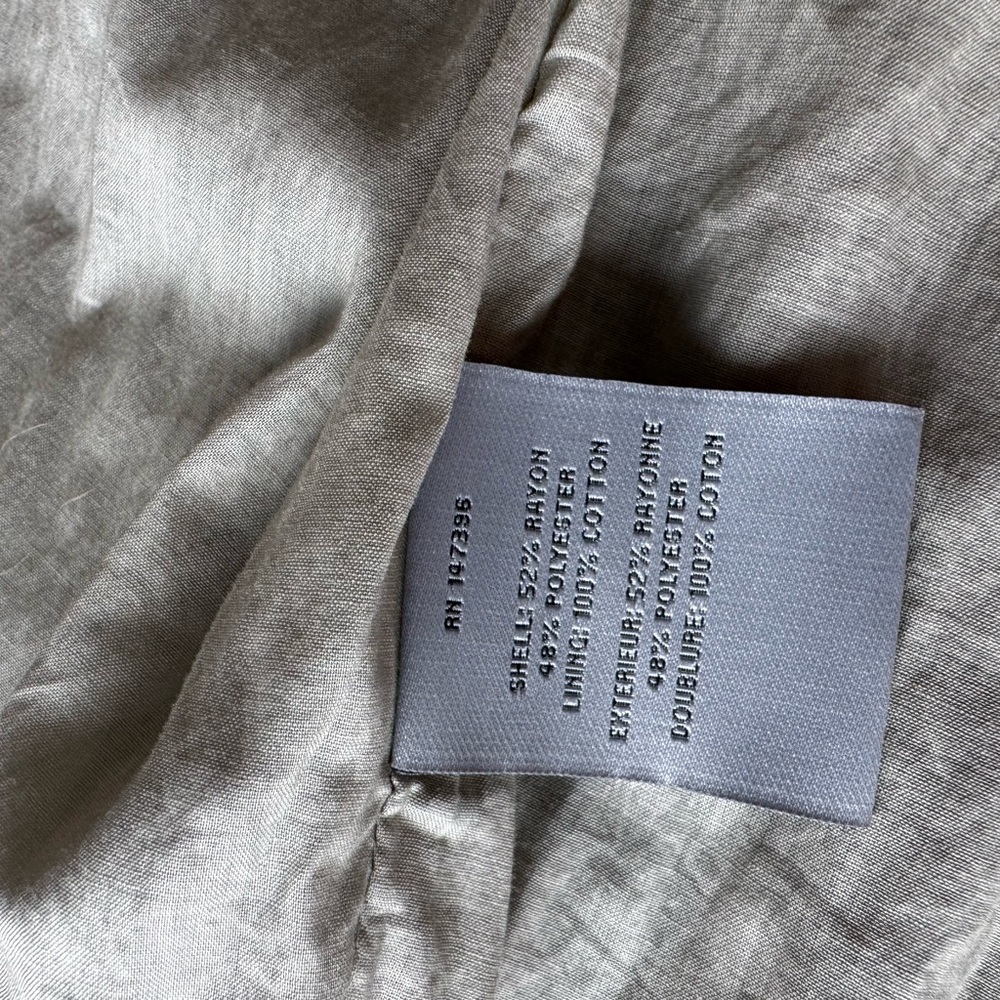 RN 147396
SHELL: 52% RAYON
48% POLYESTER
LINING: 100% COTTON
EXTERIEUR: 52% RAYONNE
48% POLYESTER
DOUBLURE: 100% COTON